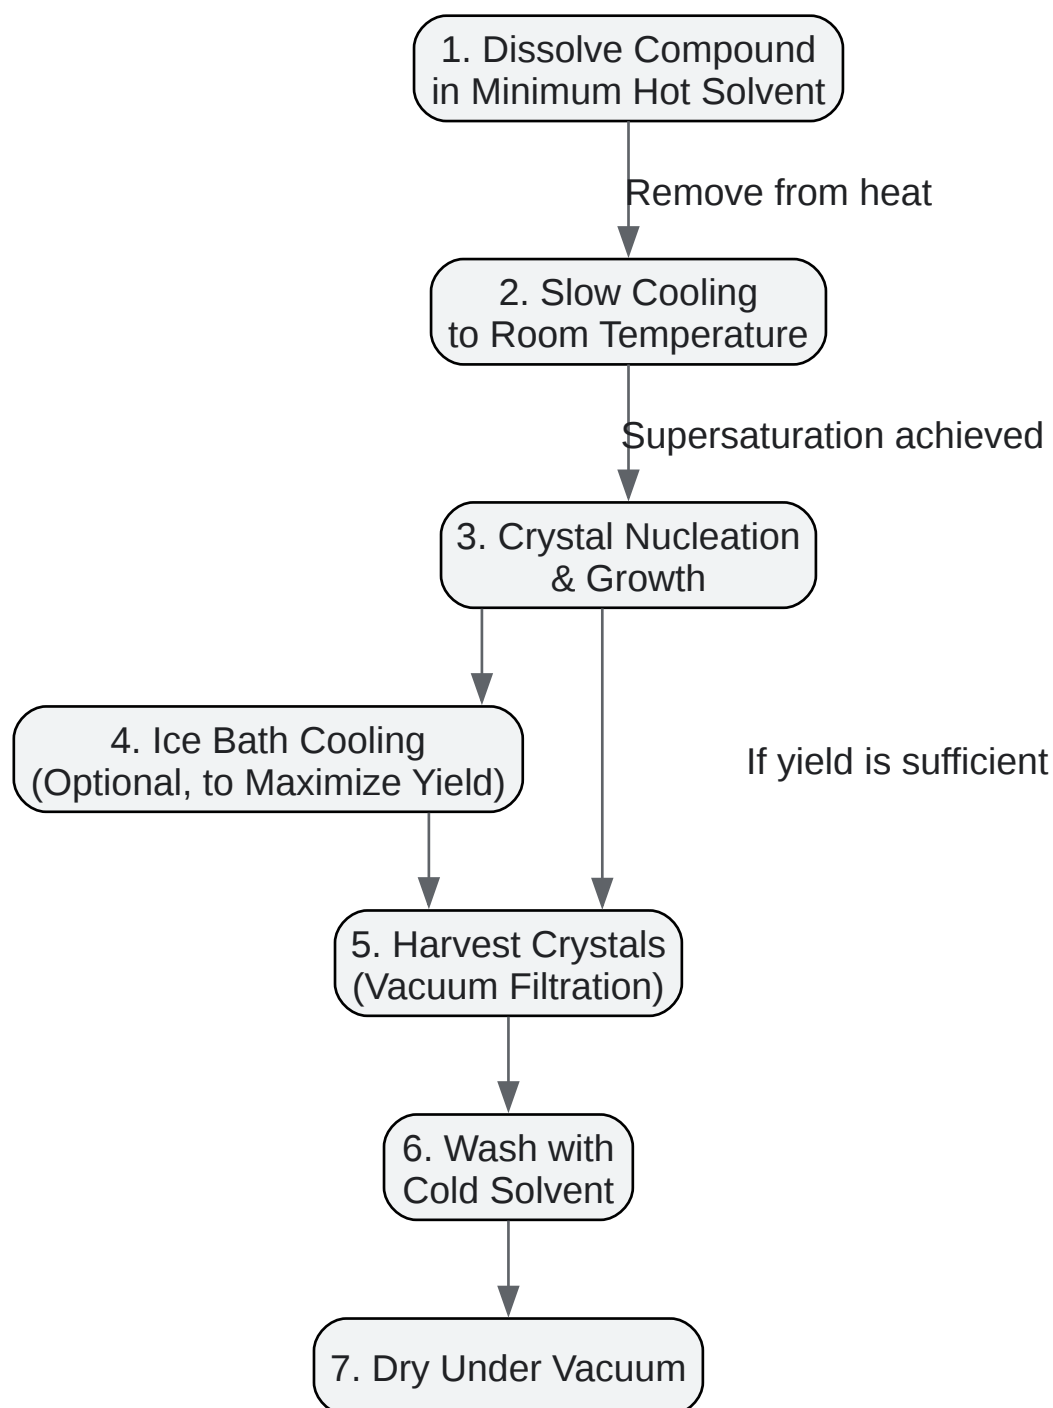 1. Dissolve Compound
in Minimum Hot Solvent
Remove from heat
2. Slow Cooling
to Room Temperature
Supersaturation achieved
3. Crystal Nucleation
& Growth
4. Ice Bath Cooling
(Optional, to Maximize Yield)
If yield is sufficient
5. Harvest Crystals
(Vacuum Filtration)
6. Wash with
Cold Solvent
7. Dry Under Vacuum